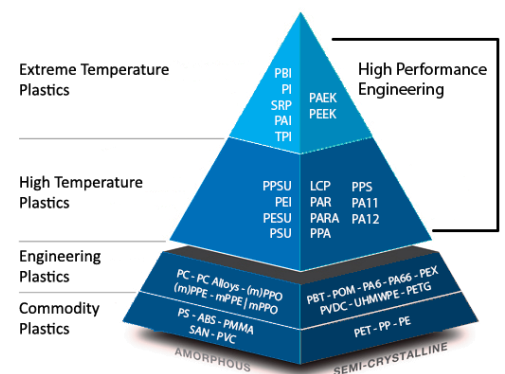 Extreme Temperature
Plastics
High Performance
Engineering
PBI
PI
SRP
PAI
TPI
PAEK
PEEK
High Temperature
Plastics
PPSU
PEI
PESU
PSU
LCP
PAR
PARA
PPA
PPS
PA11
PA12
Engineering
Plastics
PC - PC Alloys - (m)PPO
(m)PPE - mPPE | mPPO
PBT - POM - PA6 - PA66 - PEX
PVDC - UHMWPE - PETG
Commodity
Plastics
PS - ABS - PMMA
SAN - PVC
PET - PP - PE
AMORPHOUS
SEMI-CRYSTALLINE